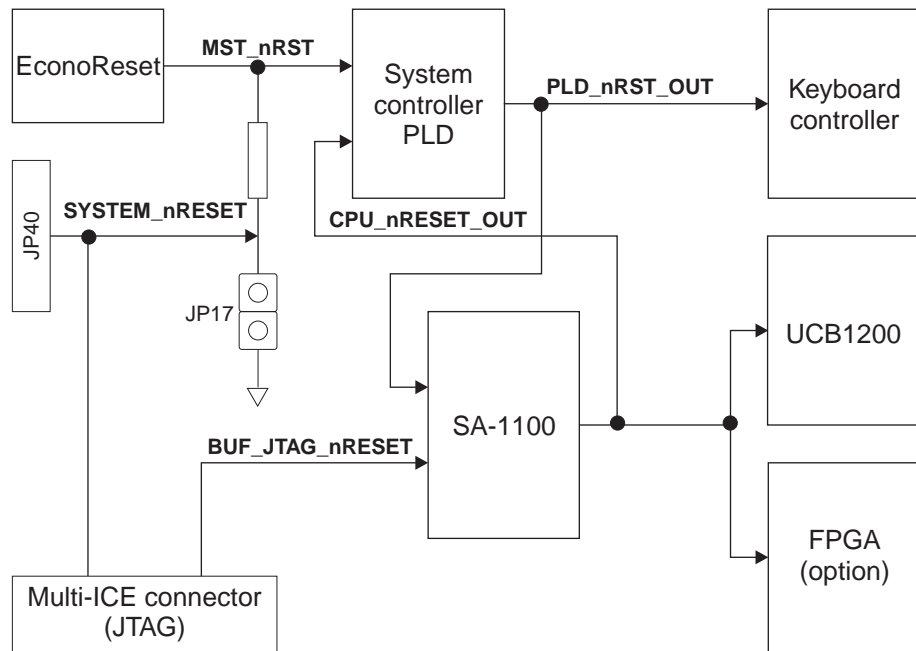 EconoReset
MST_nRST
System
controller
PLD
PLD_nRST_OUT
Keyboard
controller
JP40
SYSTEM_nRESET
CPU_nRESET_OUT
JP17
UCB1200
SA-1100
BUF_JTAG_nRESET
FPGA
(option)
Multi-ICE connector
(JTAG)